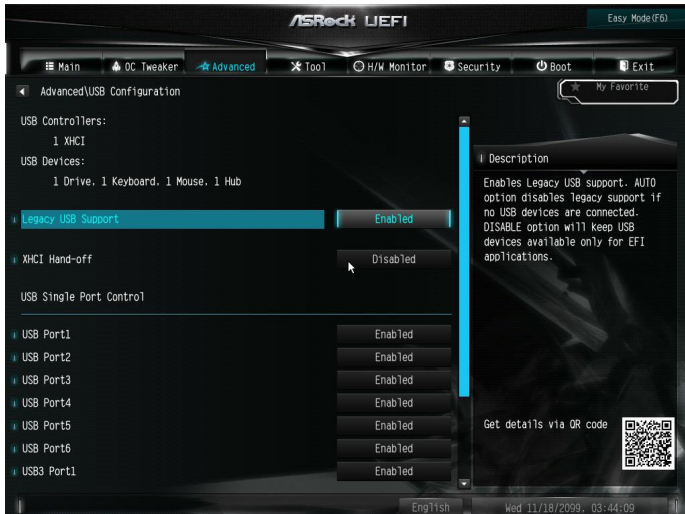 ASRock UEFI
Easy Mode(F6)
Main
OC Tweaker
Advanced
Tool
H/W Monitor
Security
Boot
Exit
Advanced\USB Configuration
My Favorite
USB Controllers:
1 XHCI
USB Devices:
1 Drive, 1 Keyboard, 1 Mouse, 1 Hub
Legacy USB Support Enabled
XHCI Hand-off Disabled
USB Single Port Control
USB Port1 Enabled
USB Port2 Enabled
USB Port3 Enabled
USB Port4 Enabled
USB Port5 Enabled
USB Port6 Enabled
USB3 Port1 Enabled
Description
Enables Legacy USB support. AUTO
option disables legacy support if
no USB devices are connected.
DISABLE option will keep USB
devices available only for EFI
applications.
Get details via QR code
English
Wed 11/18/2099, 03:44:09